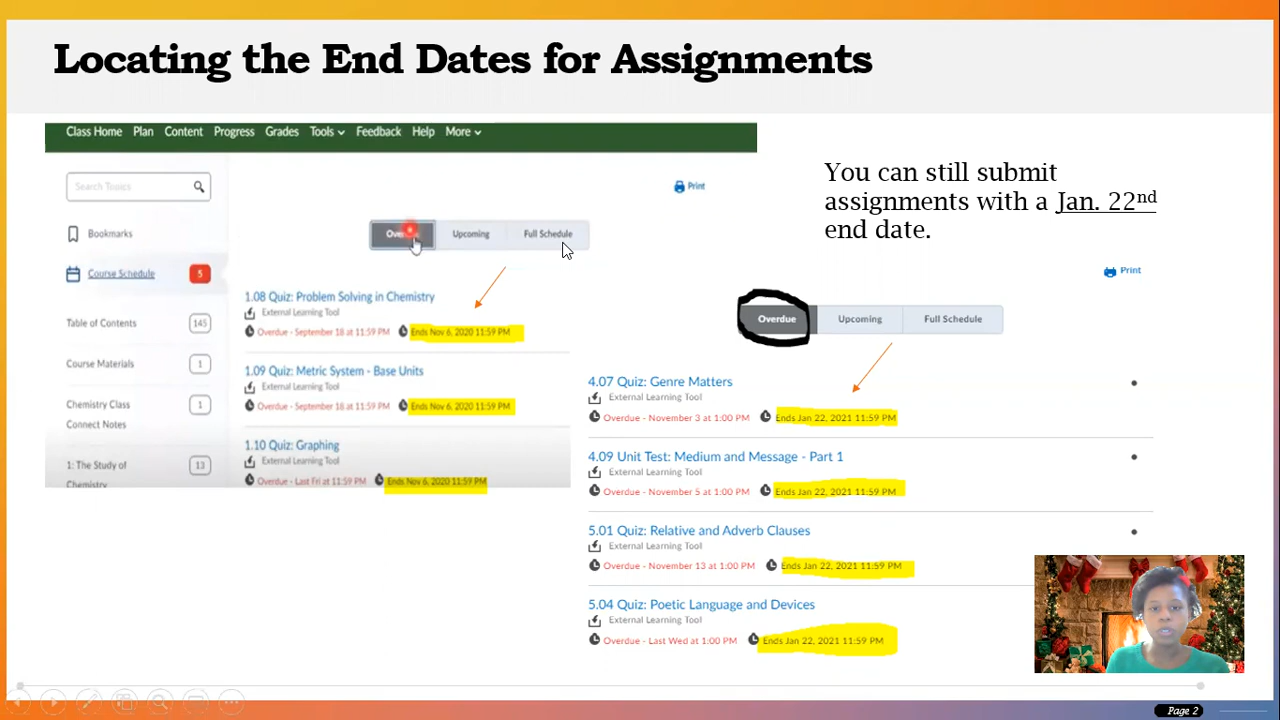 Locating the End Dates for Assignments
Class Home Plan Content Progress Grades Tools Feedback Help More
Search Topics
Print
Bookmarks
Upcoming Full Schedule
Course Schedule 5
Table of Contents 145
Course Materials 1
Chemistry Class
Connect Notes
1
1: The Study of
Chemistry
13
1.08 Quiz: Problem Solving in Chemistry
External Learning Tool
Overdue - September 18 at 11:59 PM Ends Nov 6, 2020 11:59 PM
1.09 Quiz: Metric System - Base Units
External Learning Tool
Overdue - September 18 at 11:59 PM Ends Nov 6, 2020 11:59 PM
1.10 Quiz: Graphing
External Learning Tool
Overdue - Last Fri at 11:59 PM Ends Nov 6, 2020 11:59 PM
You can still submit
assignments with a Jan. 22nd
end date.
Print
Overdue Upcoming Full Schedule
4.07 Quiz: Genre Matters
External Learning Tool
Overdue - November 3 at 1:00 PM Ends Jan 22, 2021 11:59 PM
4.09 Unit Test: Medium and Message - Part 1
External Learning Tool
Overdue - November 5 at 1:00 PM Ends Jan 22, 2021 11:59 PM
5.01 Quiz: Relative and Adverb Clauses
External Learning Tool
Overdue - November 13 at 1:00 PM Ends Jan 22, 2021 11:59 PM
5.04 Quiz: Poetic Language and Devices
External Learning Tool
Overdue - Last Wed at 1:00 PM Ends Jan 22, 2021 11:59 PM
Page 2